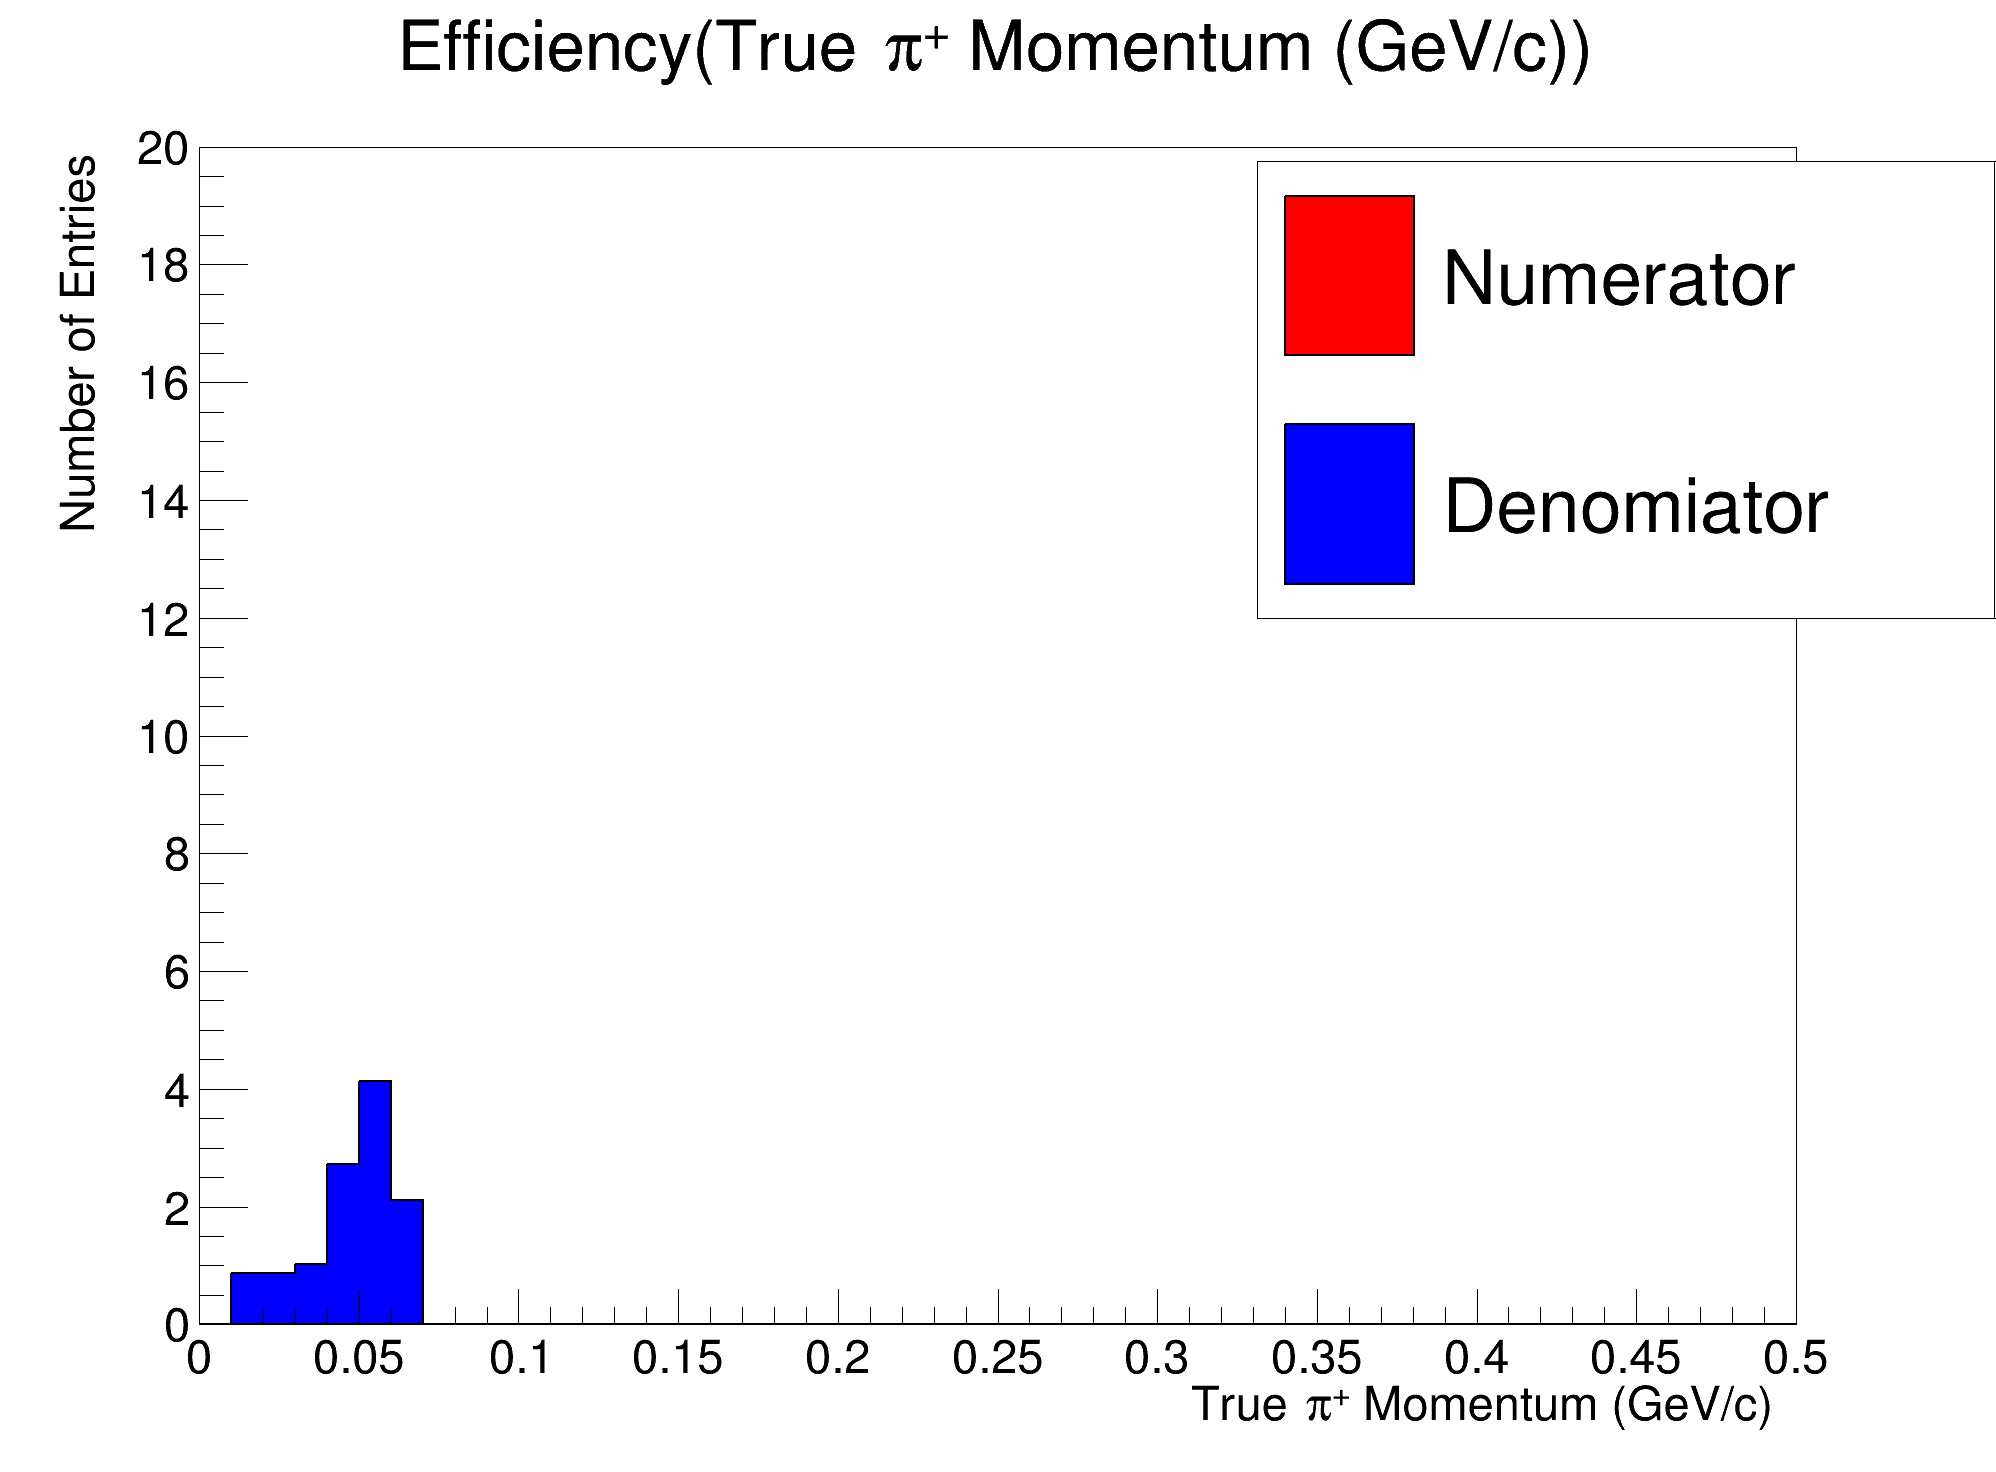 Efficiency(True π⁺ Momentum (GeV/c))
Number of Entries
20
18
16
14
12
10
8
6
4
2
0
Numerator
Denomiator
0 0.05 0.1 0.15 0.2 0.25 0.3 0.35 0.4 0.45 0.5
True π⁺ Momentum (GeV/c)